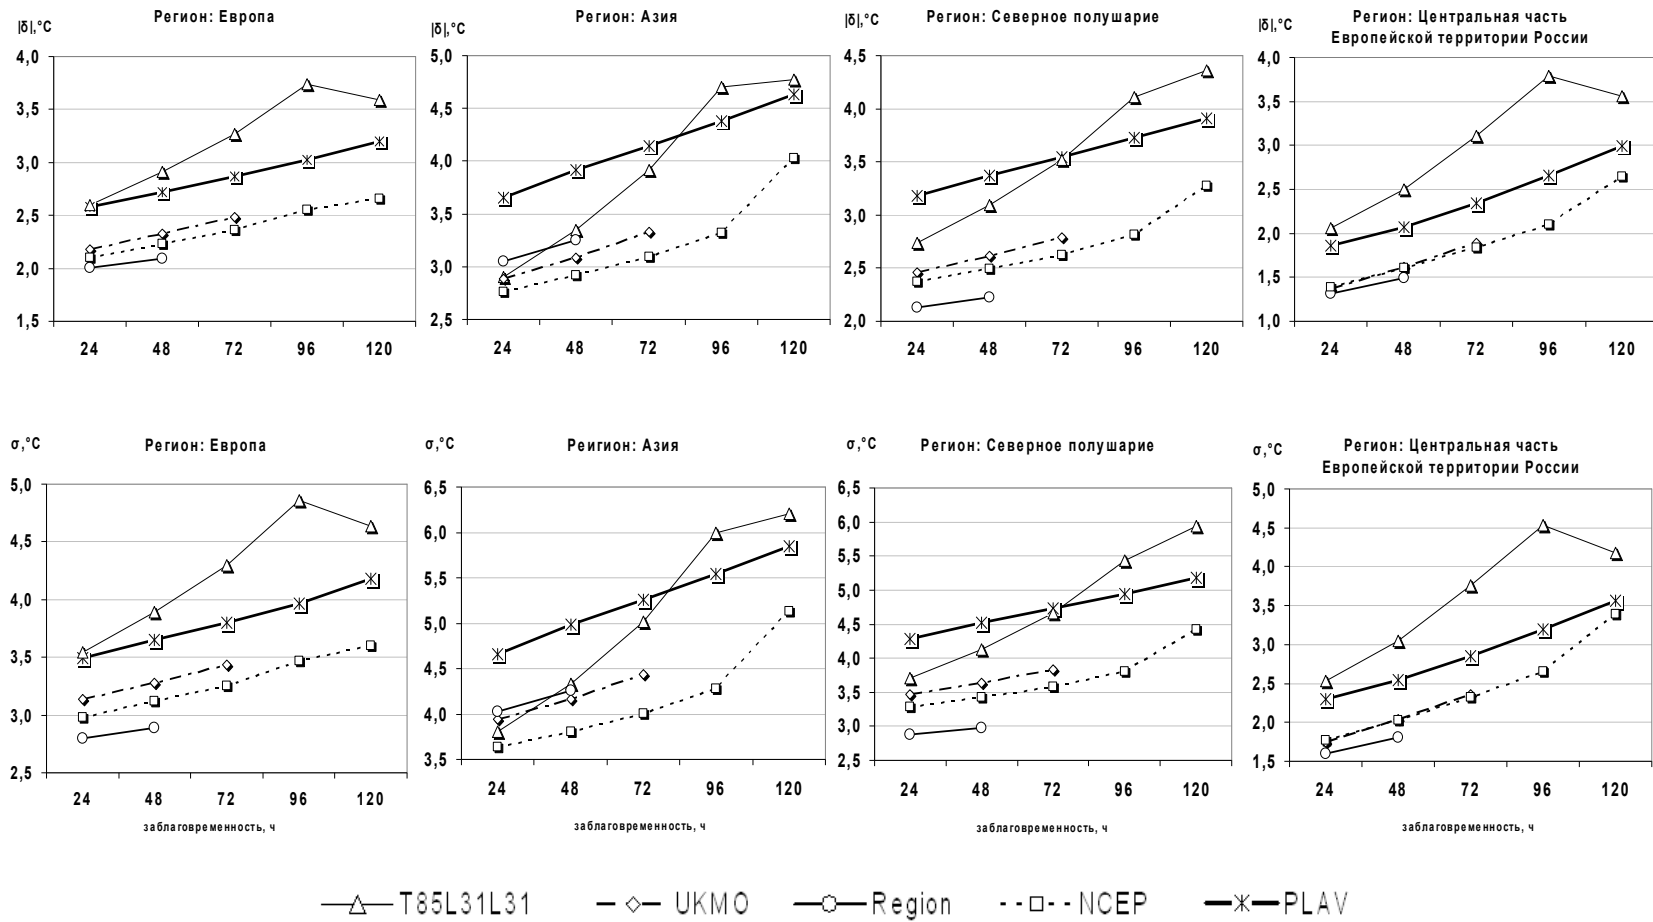 |δ|,°C
Регион: Европа
4,0
3,5
3,0
2,5
2,0
1,5
24 48 72 96 120
|δ|,°C
Регион: Азия
5,0
4,5
4,0
3,5
3,0
2,5
24 48 72 96 120
|δ|,°C
Регион: Северное полушарие
4,5
4,0
3,5
3,0
2,5
2,0
24 48 72 96 120
|δ|,°C
Регион: Центральная часть
Европейской территории России
4,0
3,5
3,0
2,5
2,0
1,5
1,0
24 48 72 96 120
σ,°C
Регион: Европа
5,0
4,5
4,0
3,5
3,0
2,5
24 48 72 96 120
заблаговременность, ч
σ,°C
Реигион: Азия
6,5
6,0
5,5
5,0
4,5
4,0
3,5
24 48 72 96 120
заблаговременность, ч
σ,°C
Регион: Северное полушарие
6,5
6,0
5,5
5,0
4,5
4,0
3,5
3,0
2,5
24 48 72 96 120
заблаговременность, ч
σ,°C
Регион: Центральная часть
Европейской территории России
5,0
4,5
4,0
3,5
3,0
2,5
2,0
1,5
24 48 72 96 120
заблаговременность, ч
T85L31L31 UKMO Region NCEP PLAV